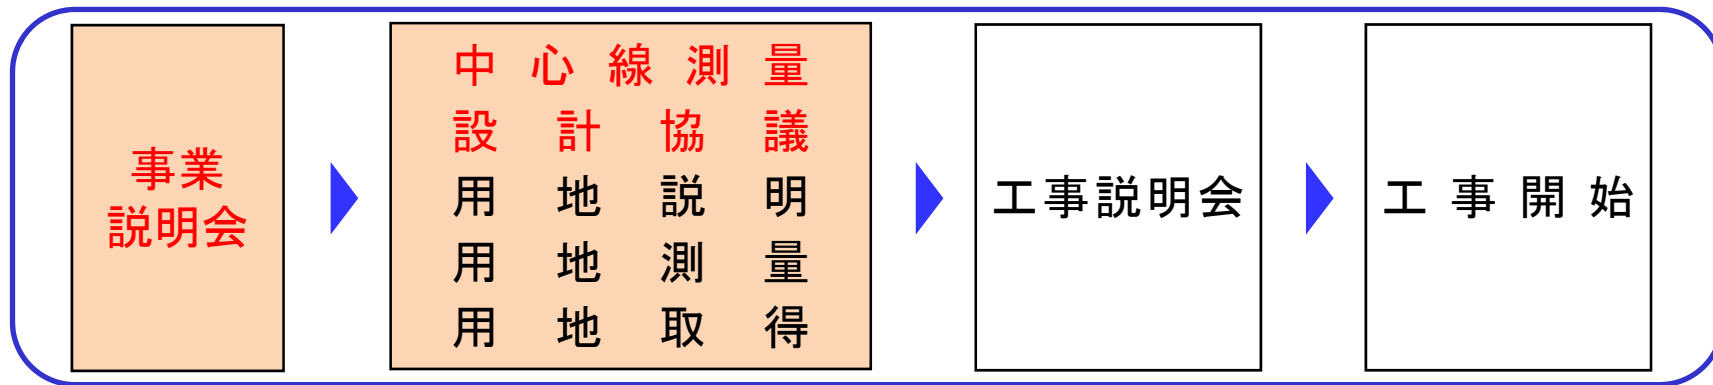 事業
説明会
中心線測量
設計協議
用地説明
用地測量
用地取得
工事説明会
工事開始